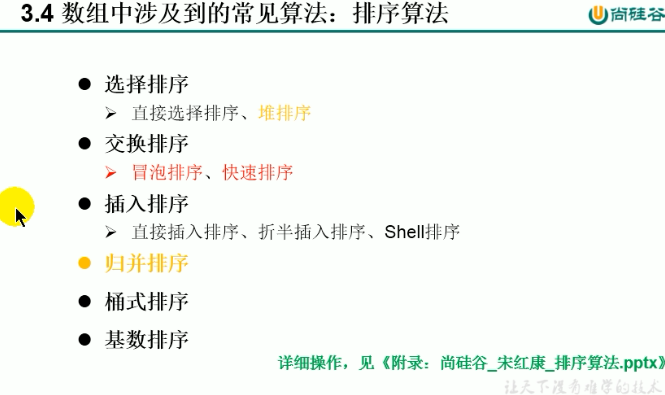 3.4 数组中涉及到的常见算法：排序算法
尚硅谷
选择排序
直接选择排序、堆排序
交换排序
冒泡排序、快速排序
插入排序
直接插入排序、折半插入排序、Shell排序
归并排序
桶式排序
基数排序
详细操作，见《附录：尚硅谷_宋红康_排序算法.pptx》
让天下没有难学的技术